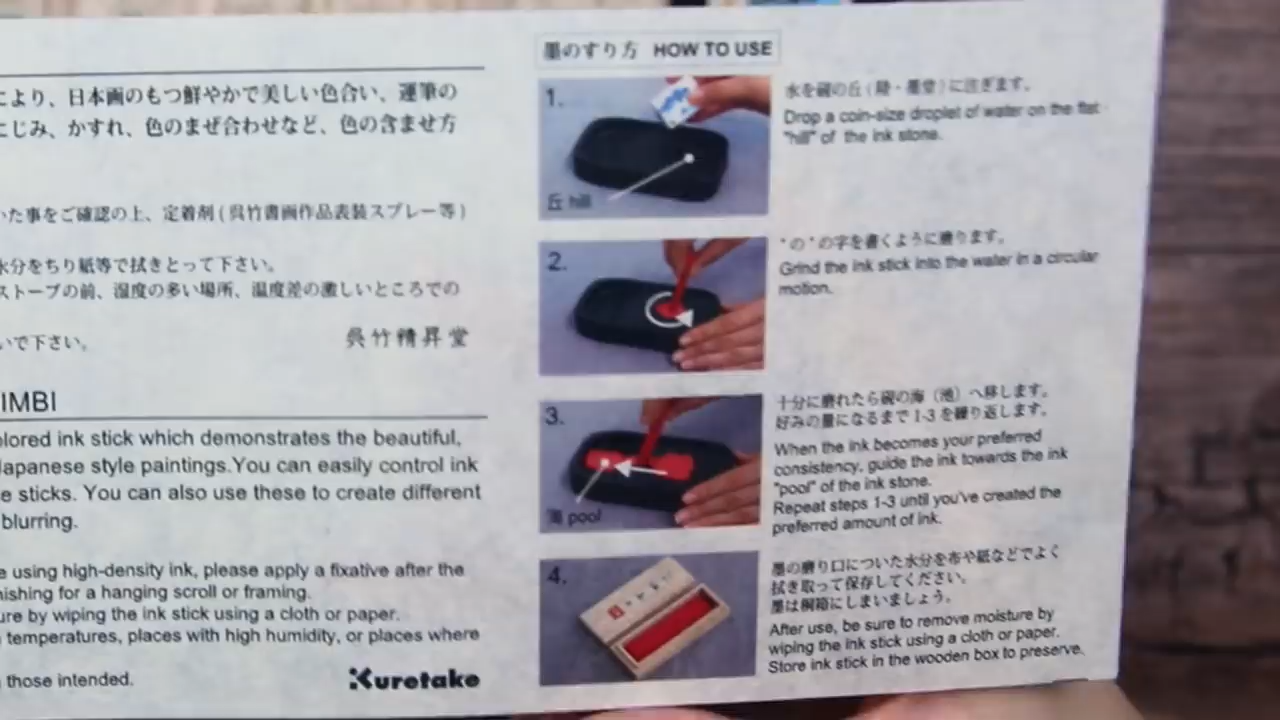 により、日本画のもつ鮮やかで美しい色合い、運筆の
にじみ、かすれ、色のまぜ合わせなど、色の含ませ方
いた事をご確認の上、定着剤(呉竹書画作品表装スプレー等)
水分をちり紙等で拭きとって下さい。
ストーブの前、湿度の多い場所、温度差の激しいところでの
いで下さい。
呉竹精昇堂
IMBI
olored ink stick which demonstrates the beautiful,
Japanese style paintings.You can easily control ink
e sticks. You can also use these to create different
blurring.
e using high-density ink, please apply a fixative after the
nishing for a hanging scroll or framing.
ure by wiping the ink stick using a cloth or paper.
temperatures, places with high humidity, or places where
those intended.
Kuretake
墨のすり方 HOW TO USE
1.
丘 hill
水を硯の丘(陸・墨堂)に注ぎます。
Drop a coin-size droplet of water on the flat
"hill" of the ink stone.
2.
"の"の字を書くように磨ります。
Grind the ink stick into the water in a circular
motion.
3.
海 pool
十分に磨れたら硯の海(池)へ移します。
好みの量になるまで1-3を繰り返します。
When the ink becomes your preferred
consistency, guide the ink towards the ink
"pool" of the ink stone.
Repeat steps 1-3 until you've created the
preferred amount of ink.
4.
墨の磨り口についた水分を布や紙などでよく
拭き取って保存してください。
墨は桐箱にしまいましょう。
After use, be sure to remove moisture by
wiping the ink stick using a cloth or paper.
Store ink stick in the wooden box to preserve.